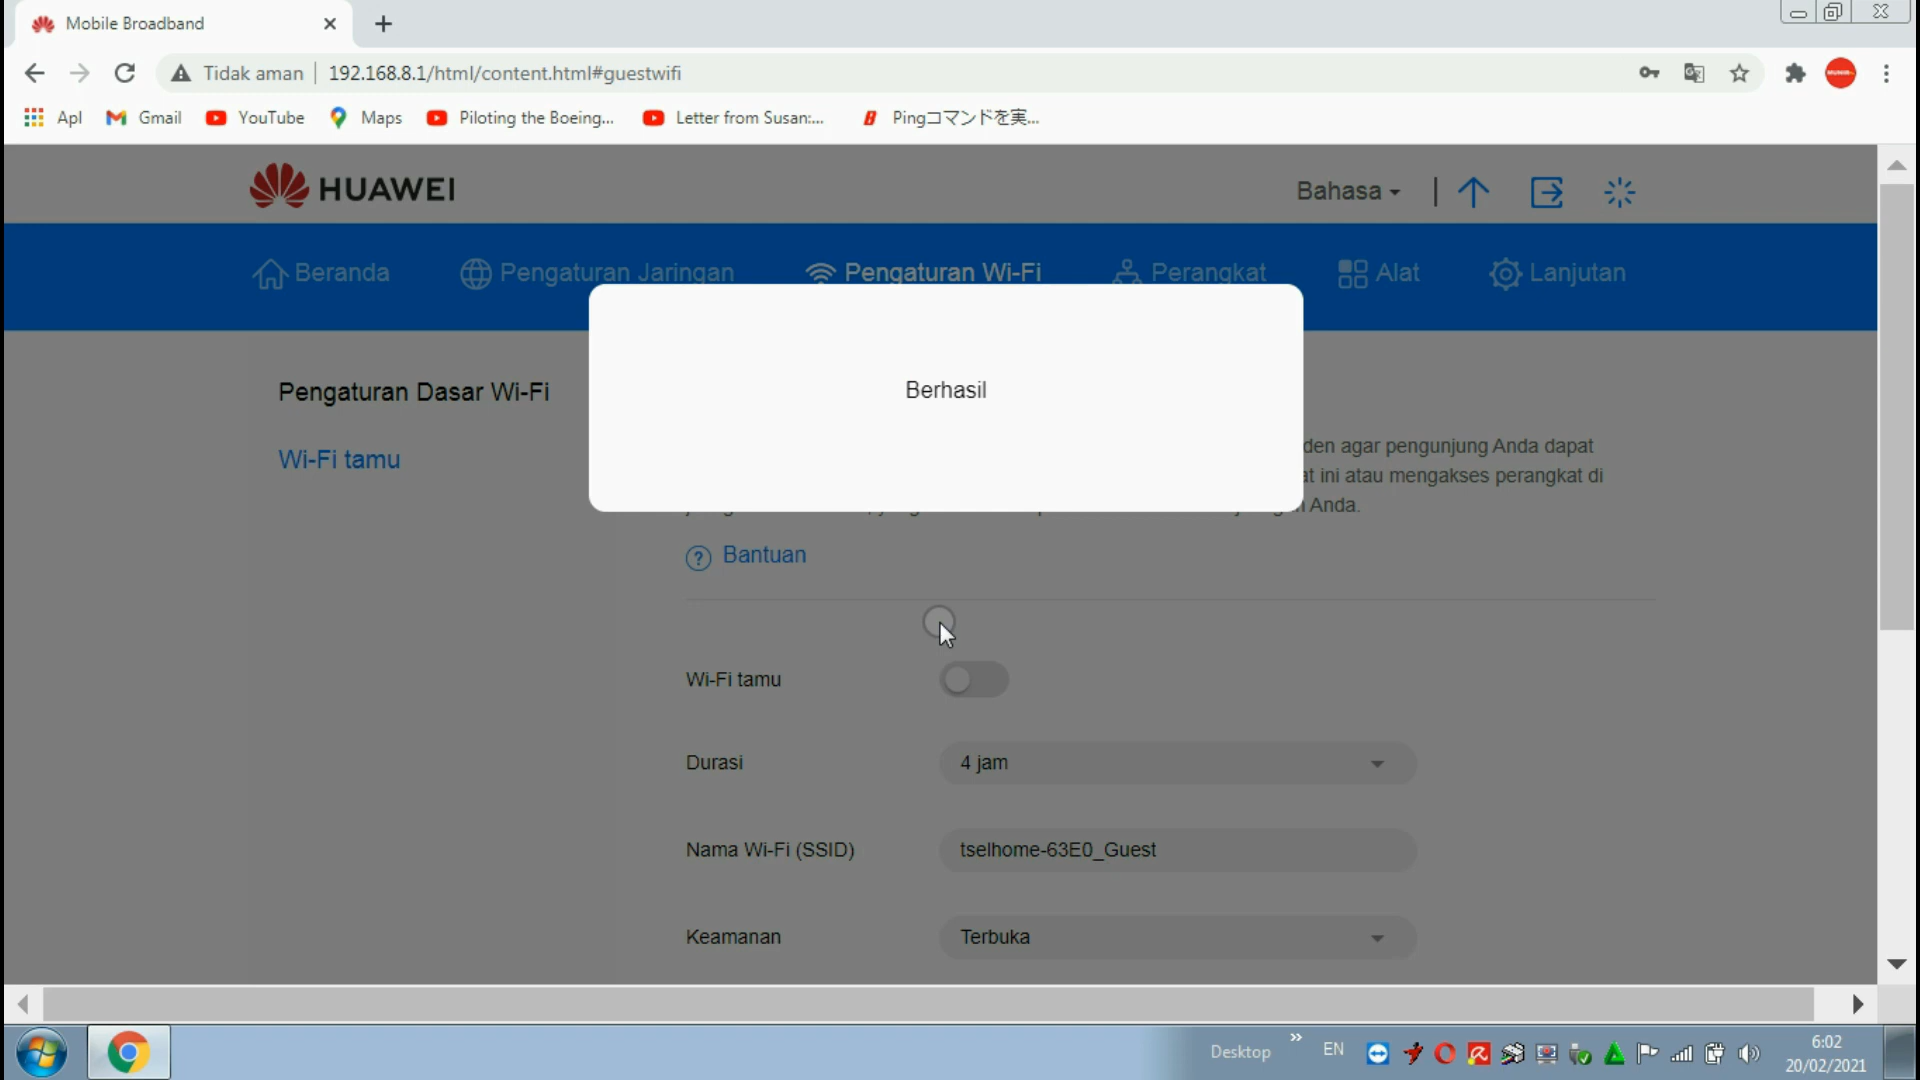 Mobile Broadband
Tidak aman
192.168.8.1/html/content.html#guestwifi
Apl
Gmail
YouTube
Maps
Piloting the Boeing...
Letter from Susan:...
Pingコマンドを実...
HUAWEI
Bahasa
Beranda
Pengaturan Jaringan
Pengaturan Wi-Fi
Perangkat
Alat
Lanjutan
Berhasil
Pengaturan Dasar Wi-Fi
Wi-Fi tamu
den agar pengunjung Anda dapat
at ini atau mengakses perangkat di
Anda.
? Bantuan
Wi-Fi tamu
Durasi
4 jam
Nama Wi-Fi (SSID)
tselhome-63E0_Guest
Keamanan
Terbuka
Desktop
EN
6:02
20/02/2021